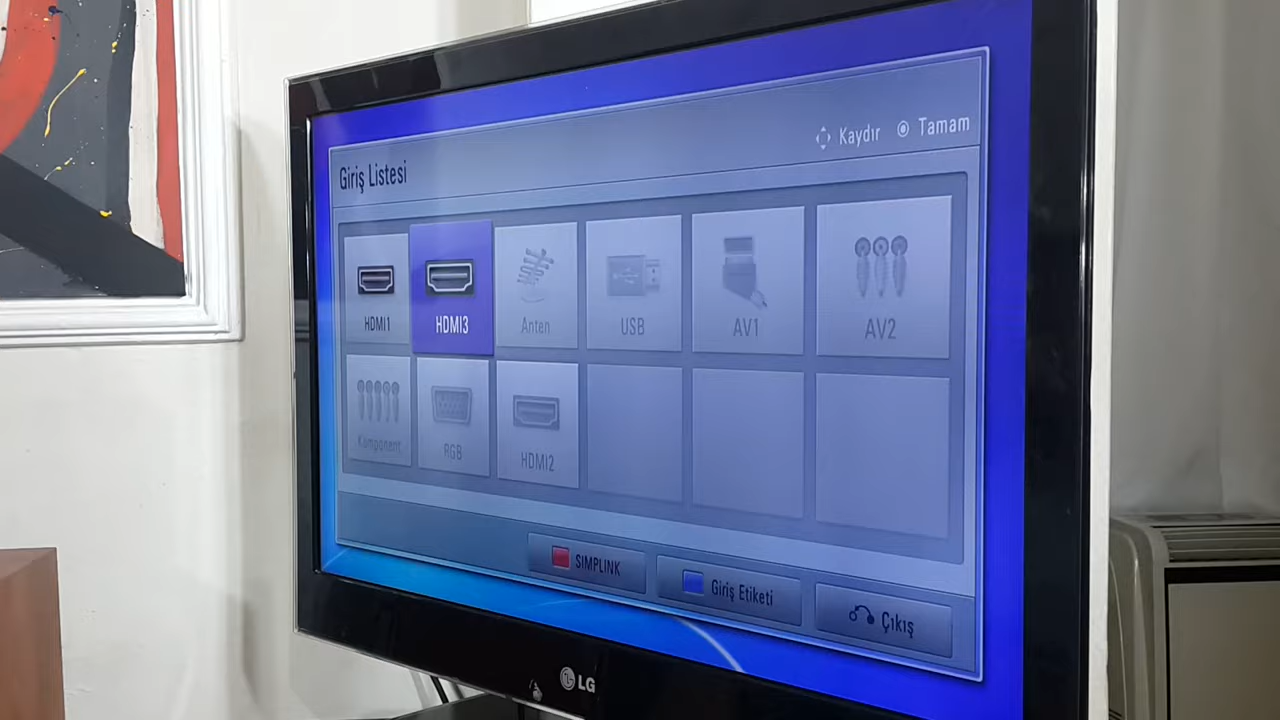 Kaydır Tamam
Giriş Listesi
HDMI1 HDMI3 Anten USB AV1 AV2
Komponent RGB HDMI2
SIMPLINK Giriş Etiketi Çıkış
LG